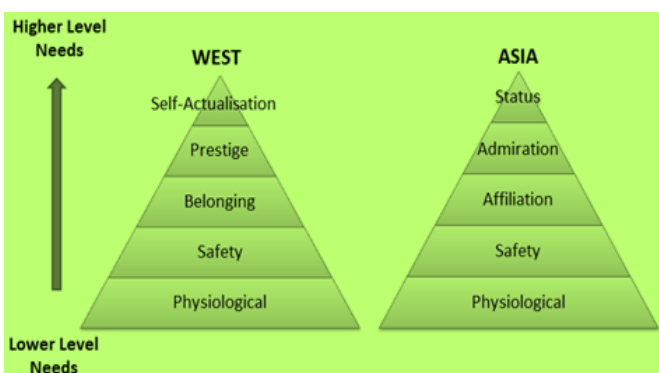 Higher Level
Needs
WEST
Self-Actualisation
Prestige
Belonging
Safety
Physiological
ASIA
Status
Admiration
Affiliation
Safety
Physiological
Lower Level
Needs